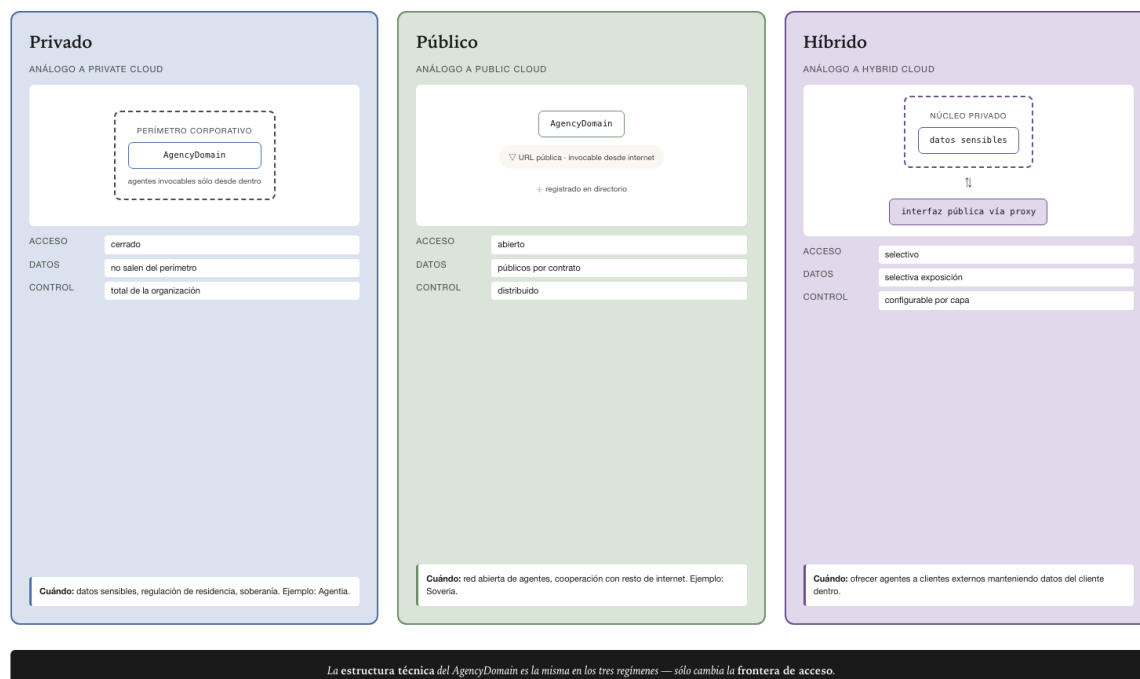 Privado
ANÁLOGO A PRIVATE CLOUD
PERÍMETRO CORPORATIVO
AgencyDomain
agentes invocables sólo desde dentro
ACCESO cerrado
DATOS no salen del perímetro
CONTROL total de la organización
Cuándo: datos sensibles, regulación de residencia, soberanía. Ejemplo: Agentia.
Público
ANÁLOGO A PUBLIC CLOUD
AgencyDomain
▽ URL pública · invocable desde internet
+ registrado en directorio
ACCESO abierto
DATOS públicos por contrato
CONTROL distribuido
Cuándo: red abierta de agentes, cooperación con resto de internet. Ejemplo:
Soveria.
Híbrido
ANÁLOGO A HYBRID CLOUD
NÚCLEO PRIVADO
datos sensibles
⇅
interfaz pública vía proxy
ACCESO selectivo
DATOS selectiva exposición
CONTROL configurable por capa
Cuándo: ofrecer agentes a clientes externos manteniendo datos del cliente
dentro.
La estructura técnica del AgencyDomain es la misma en los tres regímenes — sólo cambia la frontera de acceso.